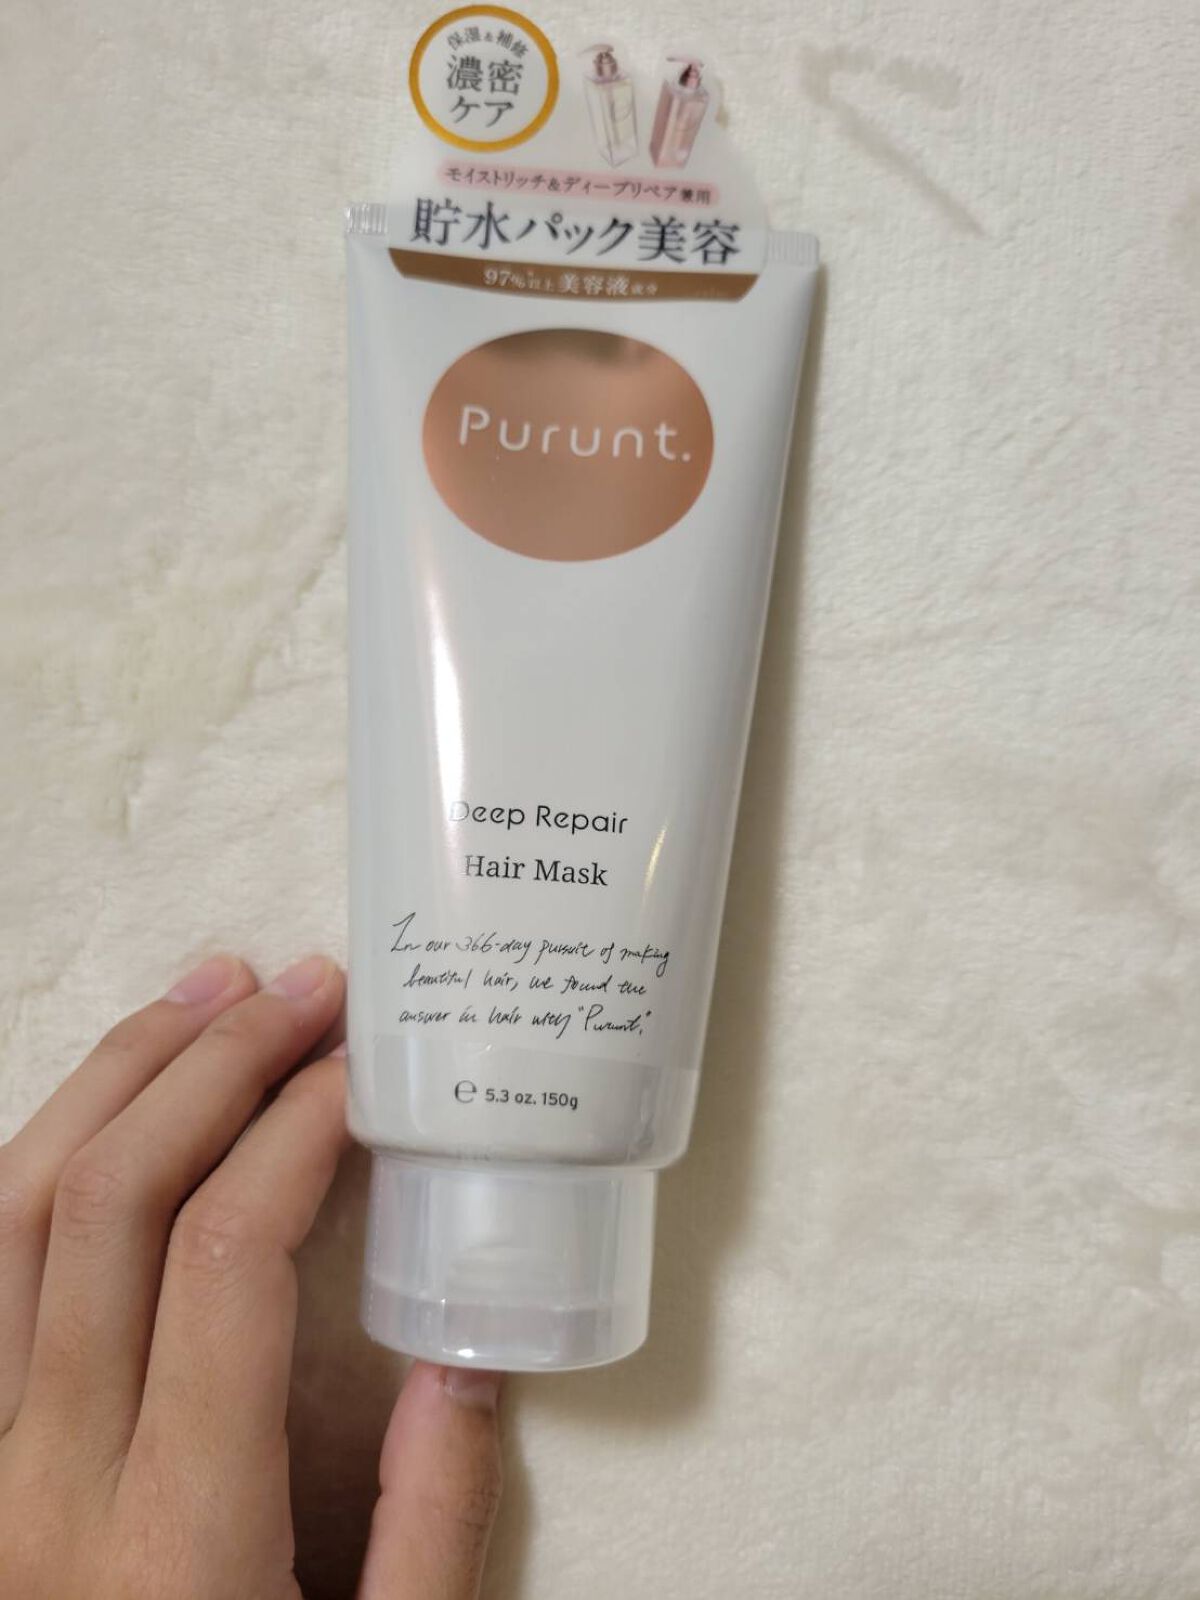 保湿&補修
濃密
ケア
モイストリッチ&ディープリペア兼用
貯水パック美容
97%*以上美容液成分
Purunt.
Deep Repair
Hair Mask
In our 366-day pursuit of making
beautiful hair, we found the
answer in hair with "Purunt."
℮ 5.3 oz. 150g